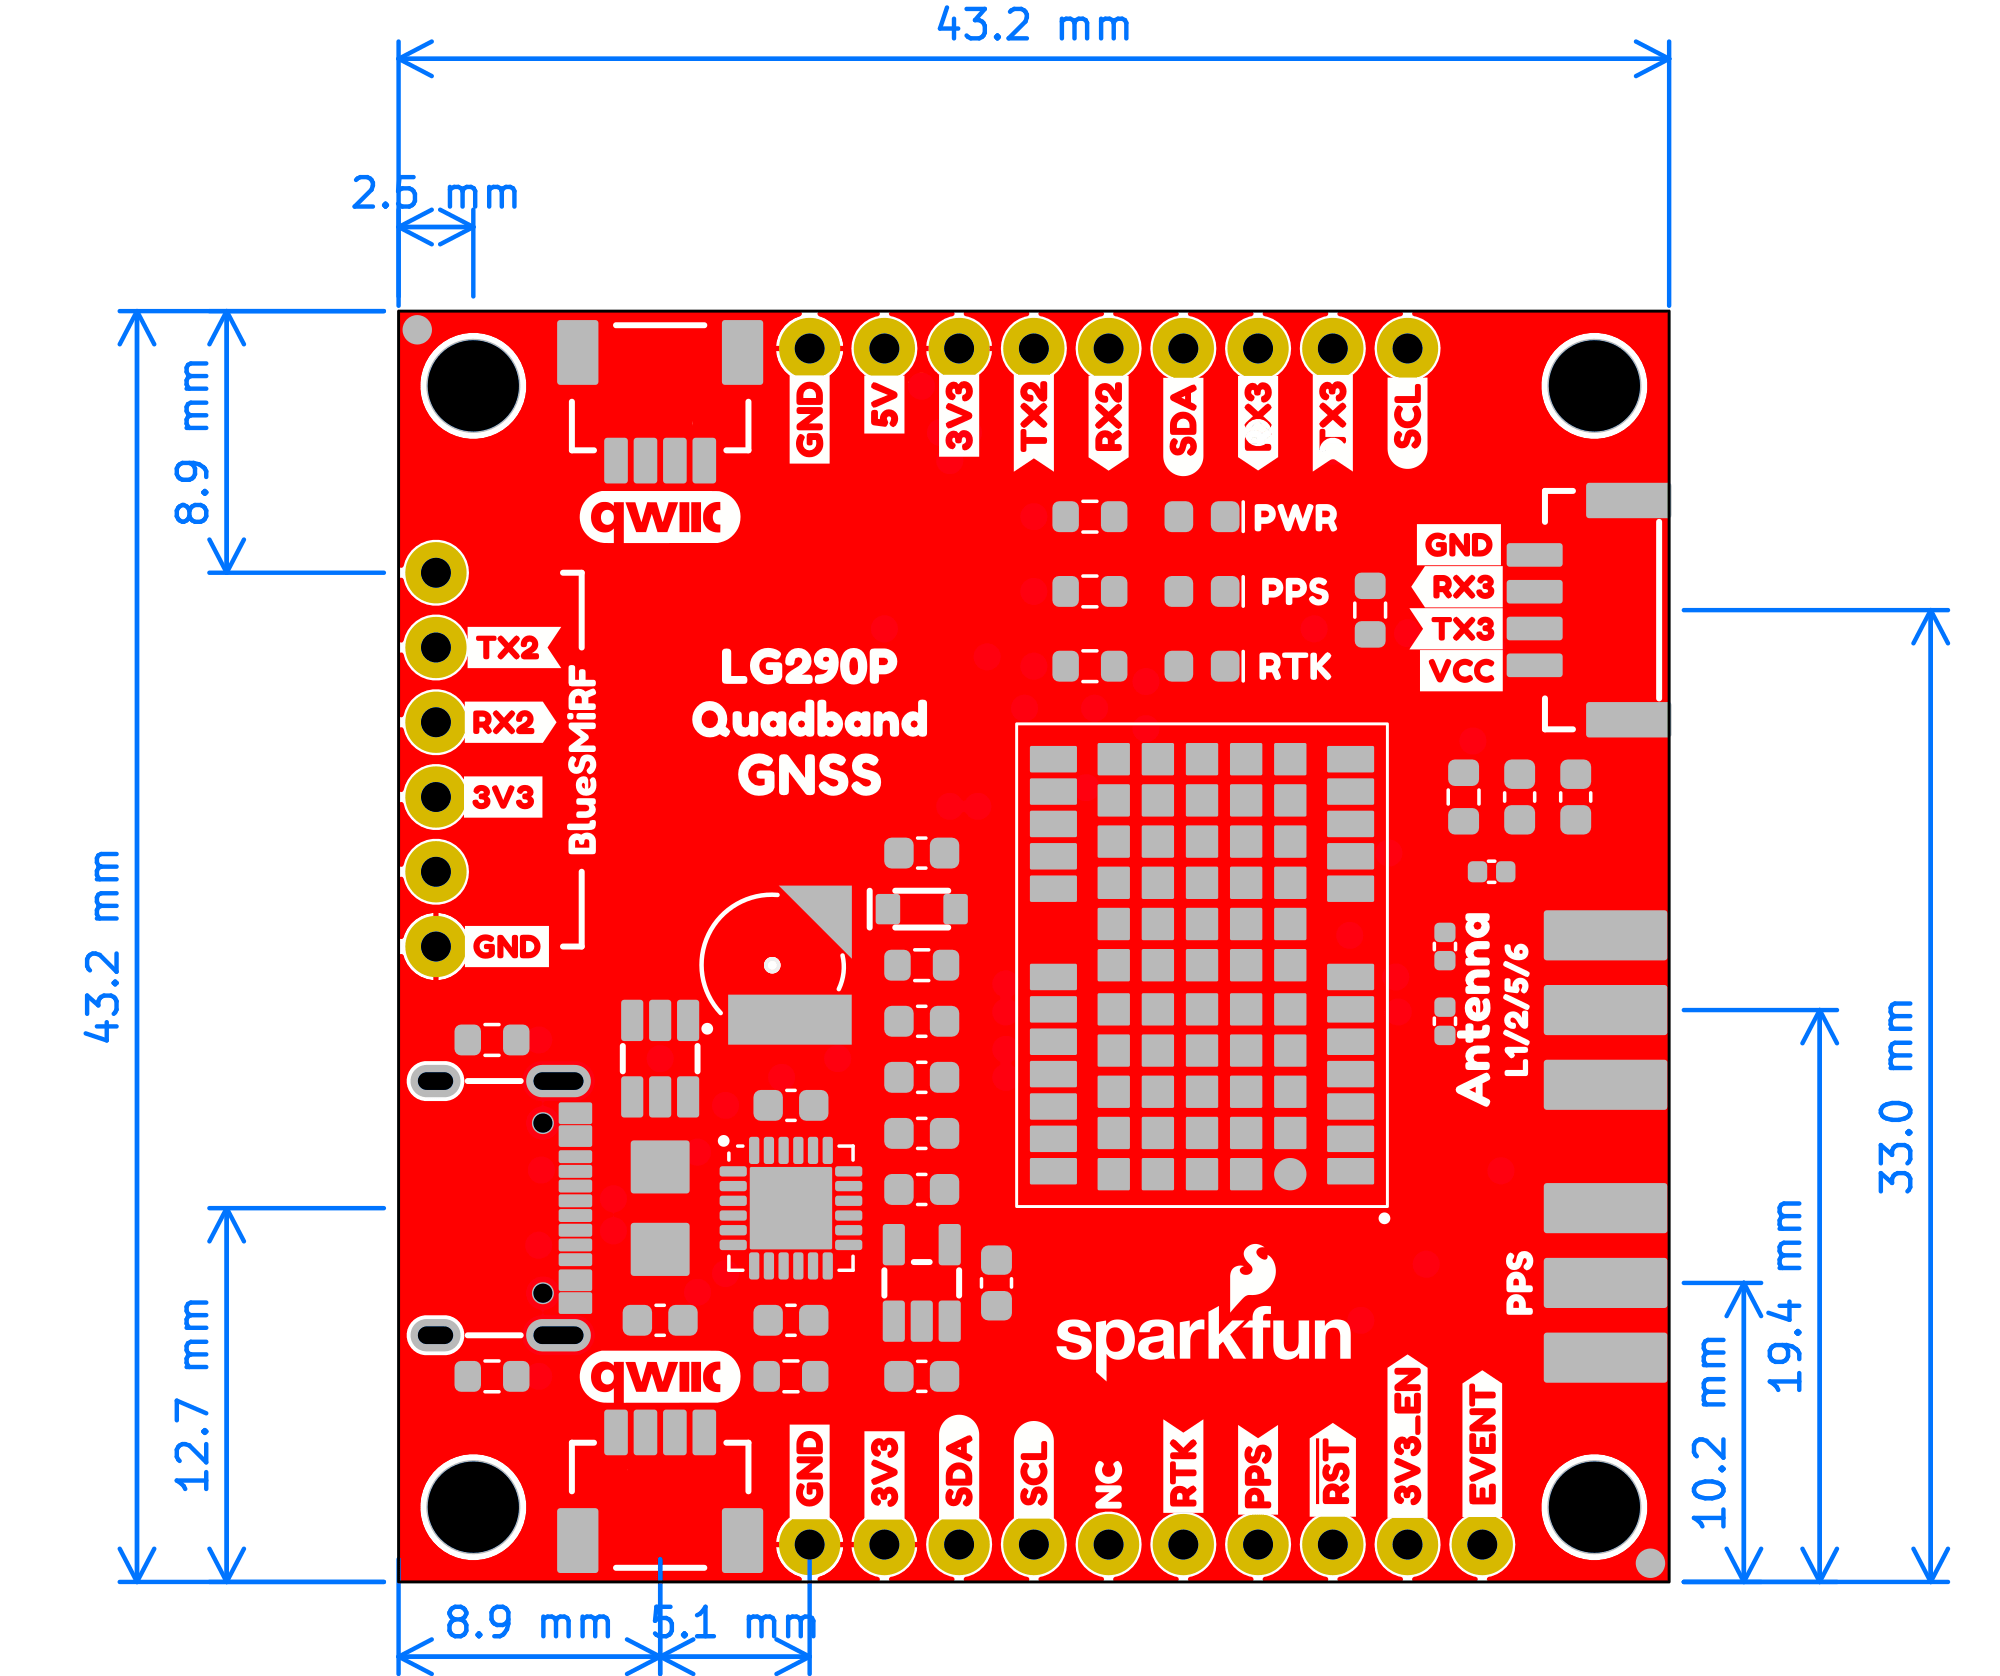 43.2 mm
2.5 mm
8.9 mm
43.2 mm
12.7 mm
GND
5V
3V3
TX2
RX2
SDA
RX3
TX3
SCL
qwiic
PWR
PPS
RTK
GND
RX3
TX3
VCC
TX2
RX2
3V3
GND
BlueSMiRF
LG290P
Quadband
GNSS
Antenna
L1/2/5/6
PPS
sparkfun
qwiic
GND
3V3
SDA
SCL
NC
RTK
PPS
RST
3V3_EN
EVENT
33.0 mm
19.4 mm
10.2 mm
8.9 mm
5.1 mm